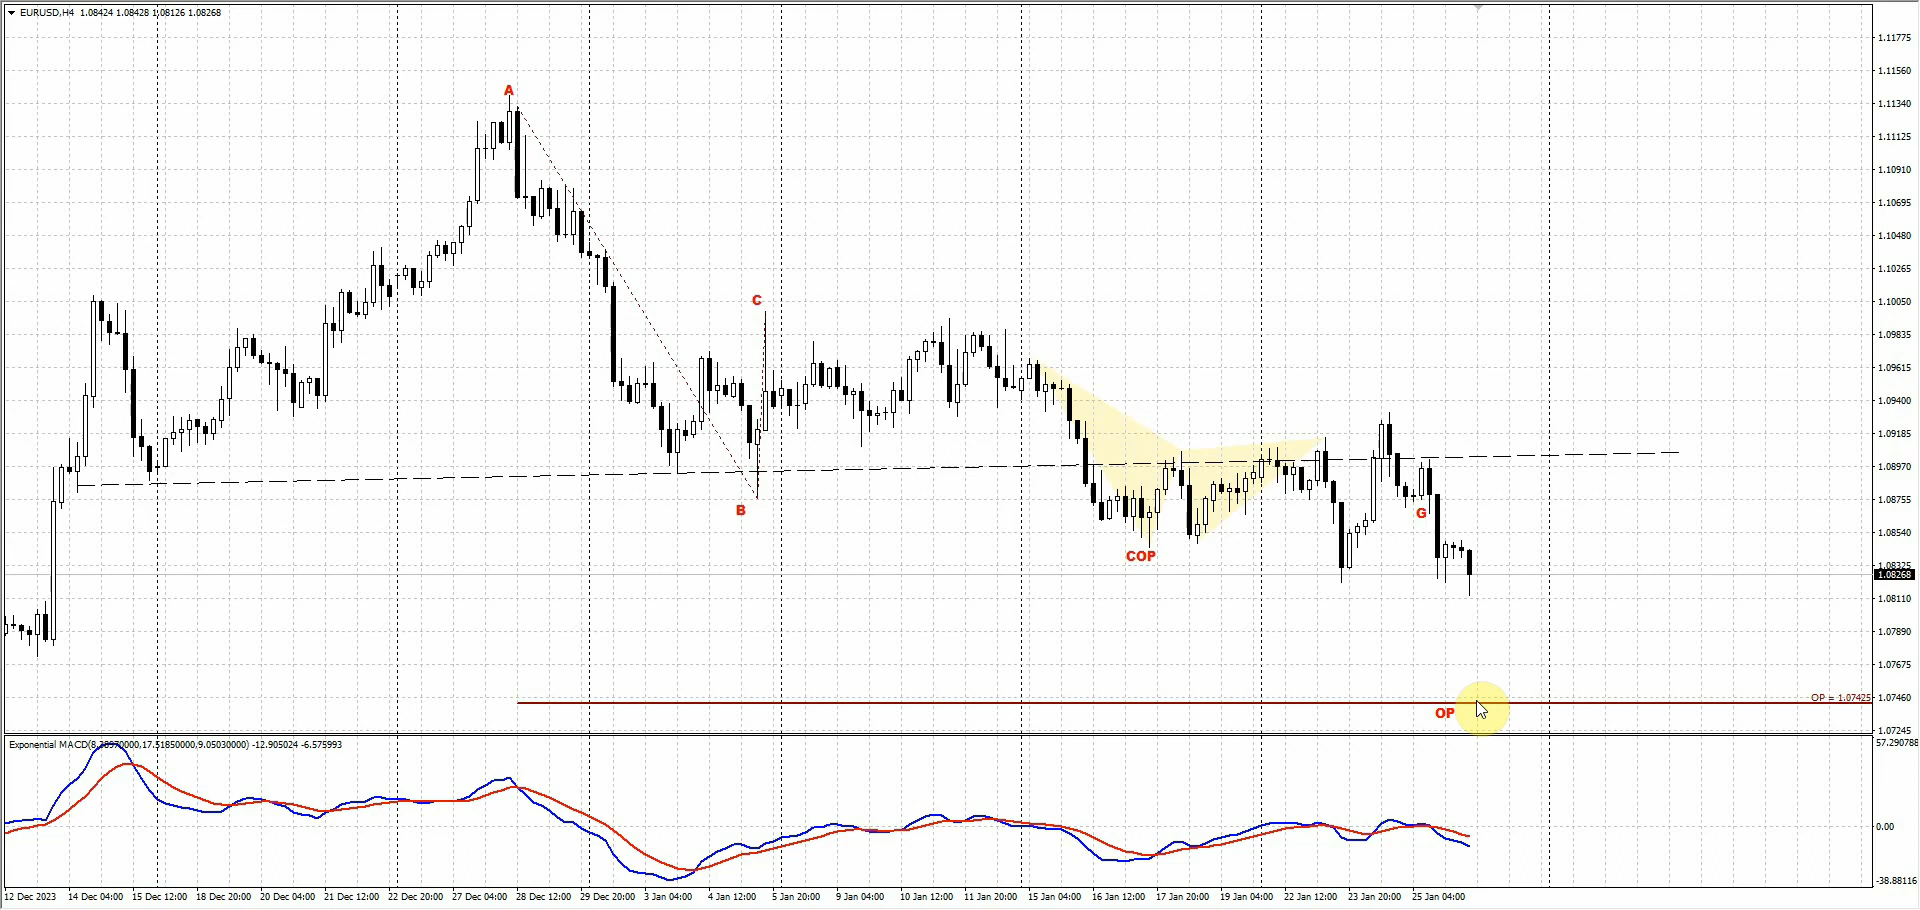 EURUSD,H4 1.08424 1.08428 1.08126 1.08268
1.11775
1.11560
A
1.11340
1.11125
1.10910
1.10695
1.10480
1.10265
C
1.10050
1.09835
1.09615
1.09400
1.09185
1.08970
1.08755
B
G
1.08540
COP
1.08325
1.08268
1.08110
1.07890
1.07675
OP = 1.07425
1.07460
OP
1.07245
Exponential MACD(8.38970000,17.51850000,9.05030000) -12.905024 -6.575993
57.290788
0.00
-38.88116
12 Dec 2023 14 Dec 04:00 15 Dec 12:00 18 Dec 20:00 20 Dec 04:00 21 Dec 12:00 22 Dec 20:00 27 Dec 04:00 28 Dec 12:00 29 Dec 20:00 3 Jan 04:00 4 Jan 12:00 5 Jan 20:00 9 Jan 04:00 10 Jan 12:00 11 Jan 20:00 15 Jan 04:00 16 Jan 12:00 17 Jan 20:00 19 Jan 04:00 22 Jan 12:00 23 Jan 20:00 25 Jan 04:00